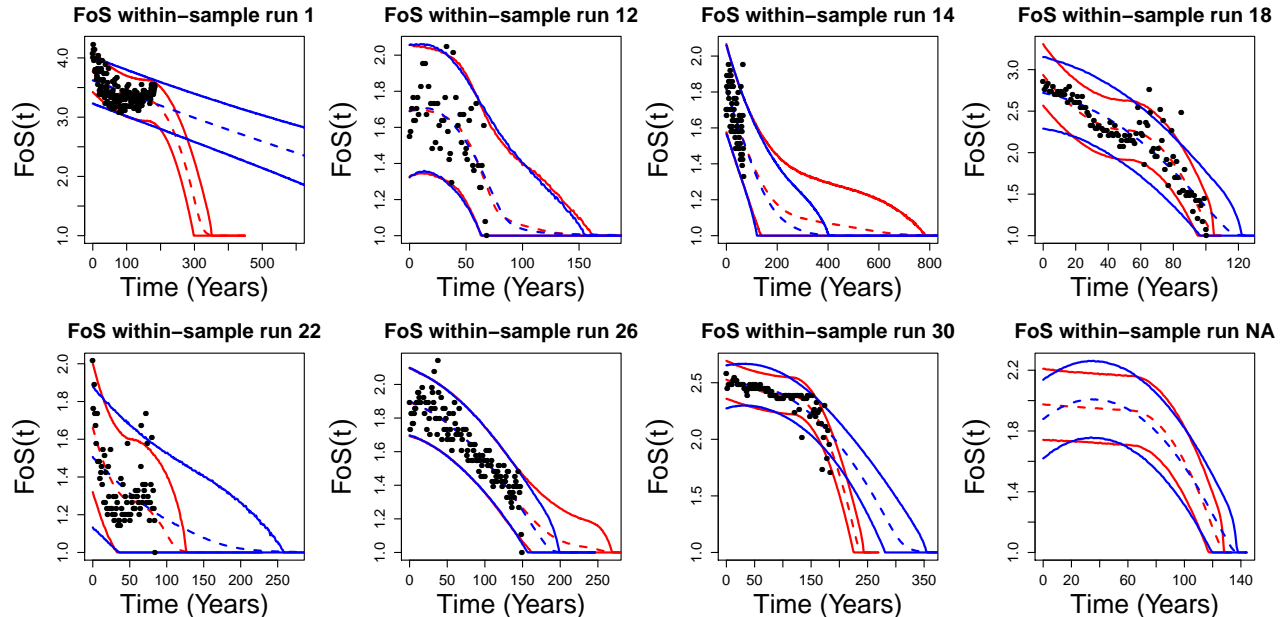 FoS within−sample run 1
FoS within−sample run 12
FoS within−sample run 14
FoS within−sample run 18
FoS(t)
1.0 2.0 3.0 4.0
0 100 300 500
Time (Years)
FoS(t)
1.0 1.2 1.4 1.6 1.8 2.0
0 50 100 150
Time (Years)
FoS(t)
1.0 1.2 1.4 1.6 1.8 2.0
0 200 400 600 800
Time (Years)
FoS(t)
1.0 1.5 2.0 2.5 3.0
0 20 40 60 80 120
Time (Years)
FoS within−sample run 22
FoS within−sample run 26
FoS within−sample run 30
FoS within−sample run NA
FoS(t)
1.0 1.2 1.4 1.6 1.8 2.0
0 50 100 150 200 250
Time (Years)
FoS(t)
1.0 1.2 1.4 1.6 1.8 2.0
0 50 100 150 200 250
Time (Years)
FoS(t)
1.0 1.5 2.0 2.5
0 50 150 250 350
Time (Years)
FoS(t)
1.0 1.4 1.8 2.2
0 20 40 60 80 100 140
Time (Years)